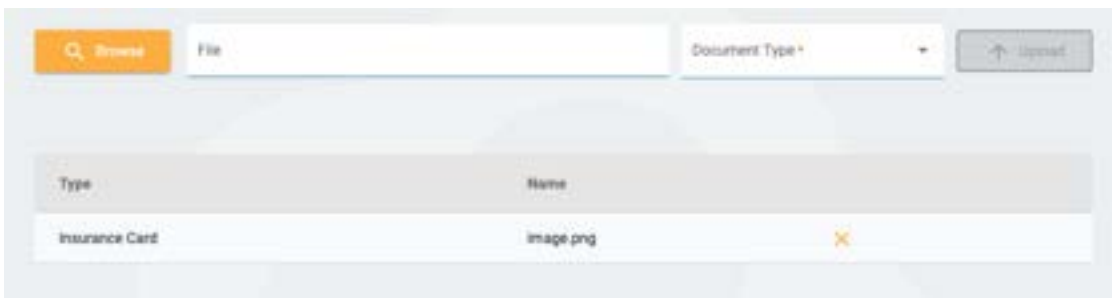 Browse
File
Document Type *
Upload
Type
Name
Insurance Card
image.png